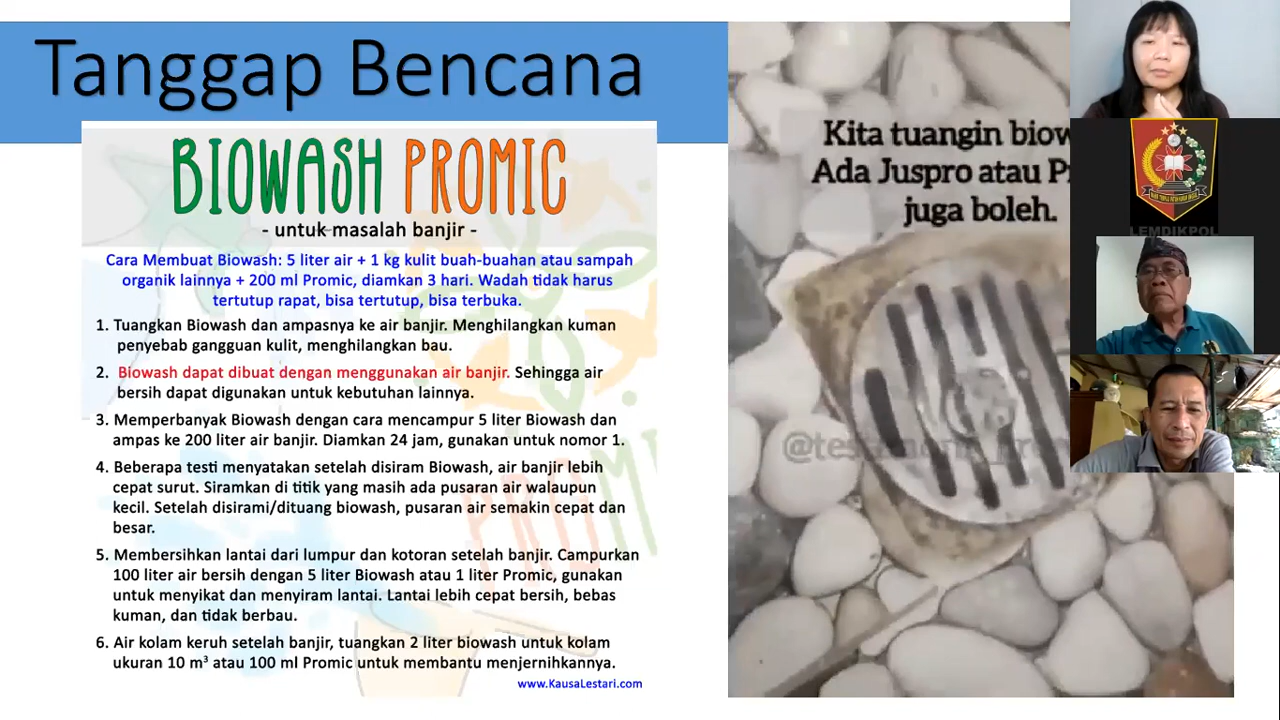 Tanggap Bencana
BIOWASH PROMIC
- untuk masalah banjir -
Cara Membuat Biowash: 5 liter air + 1 kg kulit buah-buahan atau sampah
organik lainnya + 200 ml Promic, diamkan 3 hari. Wadah tidak harus
tertutup rapat, bisa tertutup, bisa terbuka.
1. Tuangkan Biowash dan ampasnya ke air banjir. Menghilangkan kuman
penyebab gangguan kulit, menghilangkan bau.
2. Biowash dapat dibuat dengan menggunakan air banjir. Sehingga air
bersih dapat digunakan untuk kebutuhan lainnya.
3. Memperbanyak Biowash dengan cara mencampur 5 liter Biowash dan
ampas ke 200 liter air banjir. Diamkan 24 jam, gunakan untuk nomor 1.
4. Beberapa testi menyatakan setelah disiram Biowash, air banjir lebih
cepat surut. Siramkan di titik yang masih ada pusaran air walaupun
kecil. Setelah disirami/dituang biowash, pusaran air semakin cepat dan
besar.
5. Membersihkan lantai dari lumpur dan kotoran setelah banjir. Campurkan
100 liter air bersih dengan 5 liter Biowash atau 1 liter Promic, gunakan
untuk menyikat dan menyiram lantai. Lantai lebih cepat bersih, bebas
kuman, dan tidak berbau.
6. Air kolam keruh setelah banjir, tuangkan 2 liter biowash untuk kolam
ukuran 10 m³ atau 100 ml Promic untuk membantu menjernihkannya.
www.KausaLestari.com
Kita tuangin biow
Ada Juspro atau P
juga boleh.
LEMDIKPOL